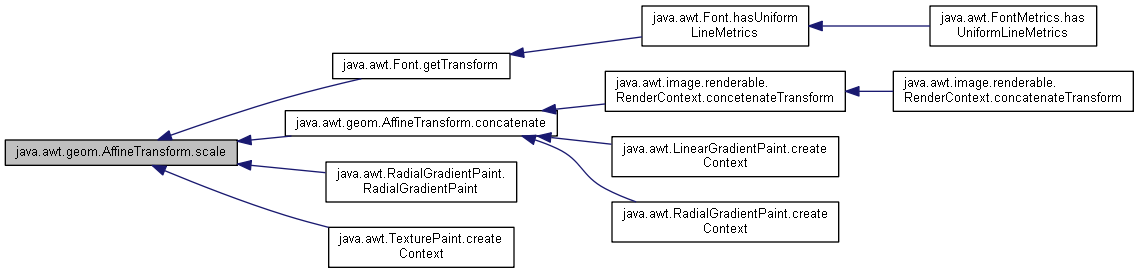 java.awt.geom.AffineTransform.scale
java.awt.Font.getTransform
java.awt.Font.hasUniform
LineMetrics
java.awt.FontMetrics.has
UniformLineMetrics
java.awt.geom.AffineTransform.concatenate
java.awt.image.renderable.
RenderContext.concetenateTransform
java.awt.image.renderable.
RenderContext.concatenateTransform
java.awt.LinearGradientPaint.create
Context
java.awt.RadialGradientPaint.create
Context
java.awt.RadialGradientPaint.
RadialGradientPaint
java.awt.TexturePaint.create
Context